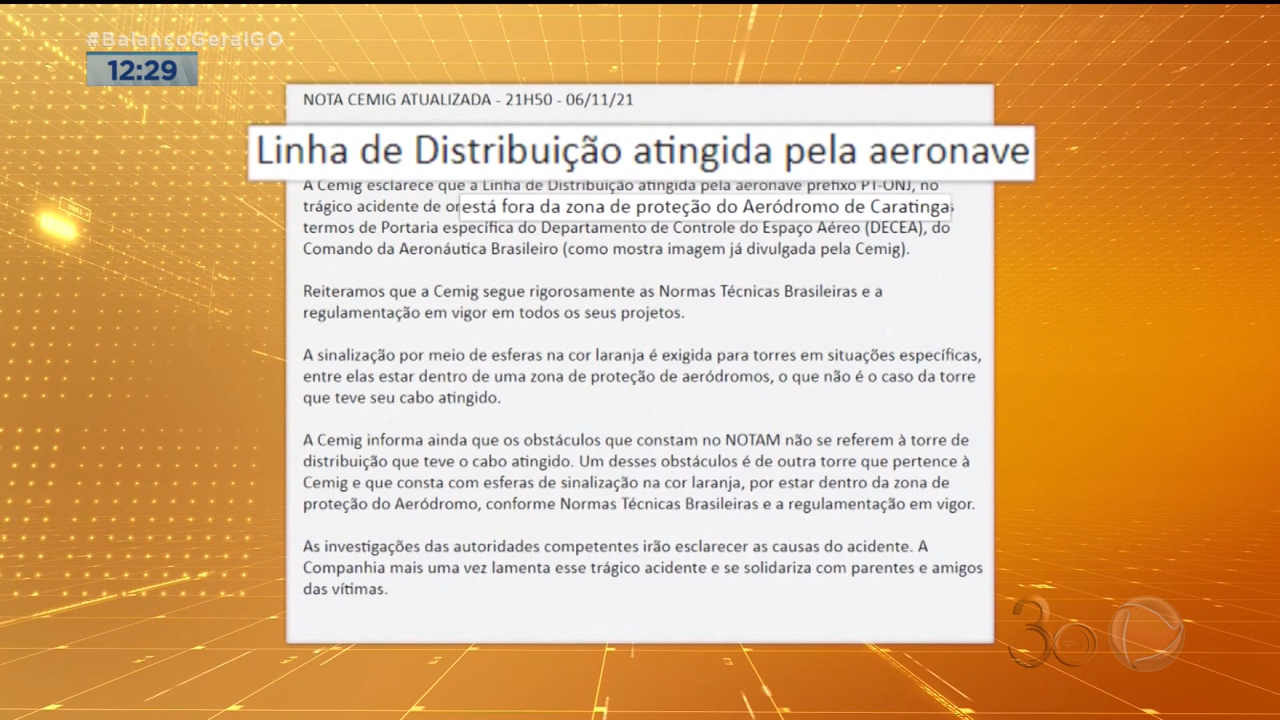 #BalançoGeralGO
12:29
NOTA CEMIG ATUALIZADA - 21H50 - 06/11/21
Linha de Distribuição atingida pela aeronave
A Cemig esclarece que a Linha de Distribuição atingida pela aeronave prefixo PT-ONJ, no
trágico acidente de está fora da zona de proteção do Aeródromo de Caratinga
termos de Portaria específica do Departamento de Controle do Espaço Aéreo (DECEA), do
Comando da Aeronáutica Brasileiro (como mostra imagem já divulgada pela Cemig).
Reiteramos que a Cemig segue rigorosamente as Normas Técnicas Brasileiras e a
regulamentação em vigor em todos os seus projetos.
A sinalização por meio de esferas na cor laranja é exigida para torres em situações específicas,
entre elas estar dentro de uma zona de proteção de aeródromos, o que não é o caso da torre
que teve seu cabo atingido.
A Cemig informa ainda que os obstáculos que constam no NOTAM não se referem à torre de
distribuição que teve o cabo atingido. Um desses obstáculos é de outra torre que pertence à
Cemig e que consta com esferas de sinalização na cor laranja, por estar dentro da zona de
proteção do Aeródromo, conforme Normas Técnicas Brasileiras e a regulamentação em vigor.
As investigações das autoridades competentes irão esclarecer as causas do acidente. A
Companhia mais uma vez lamenta esse trágico acidente e se solidariza com parentes e amigos
das vítimas.
30